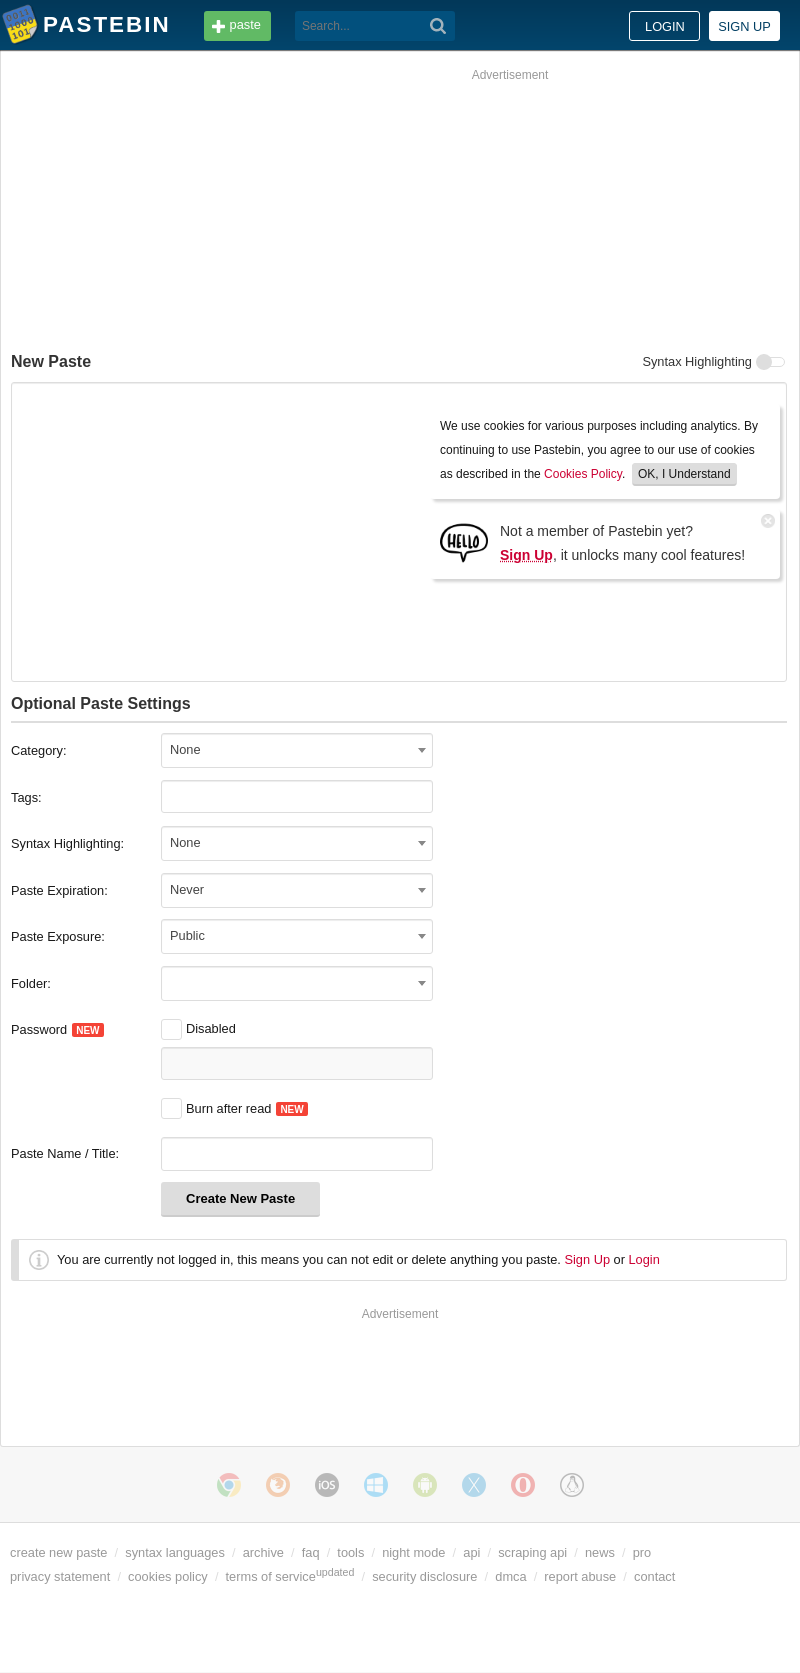 PASTEBIN
paste
Search...
LOGIN
SIGN UP
Advertisement
New Paste
Syntax Highlighting
We use cookies for various purposes including analytics. By
continuing to use Pastebin, you agree to our use of cookies
as described in the Cookies Policy. OK, I Understand
HELLO
Not a member of Pastebin yet?
Sign Up, it unlocks many cool features!
Optional Paste Settings
Category: None
Tags:
Syntax Highlighting: None
Paste Expiration: Never
Paste Exposure: Public
Folder:
Password NEW Disabled
Burn after read NEW
Paste Name / Title:
Create New Paste
You are currently not logged in, this means you can not edit or delete anything you paste. Sign Up or Login
Advertisement
iOS
create new paste / syntax languages / archive / faq / tools / night mode / api / scraping api / news / pro
privacy statement / cookies policy / terms of serviceupdated / security disclosure / dmca / report abuse / contact